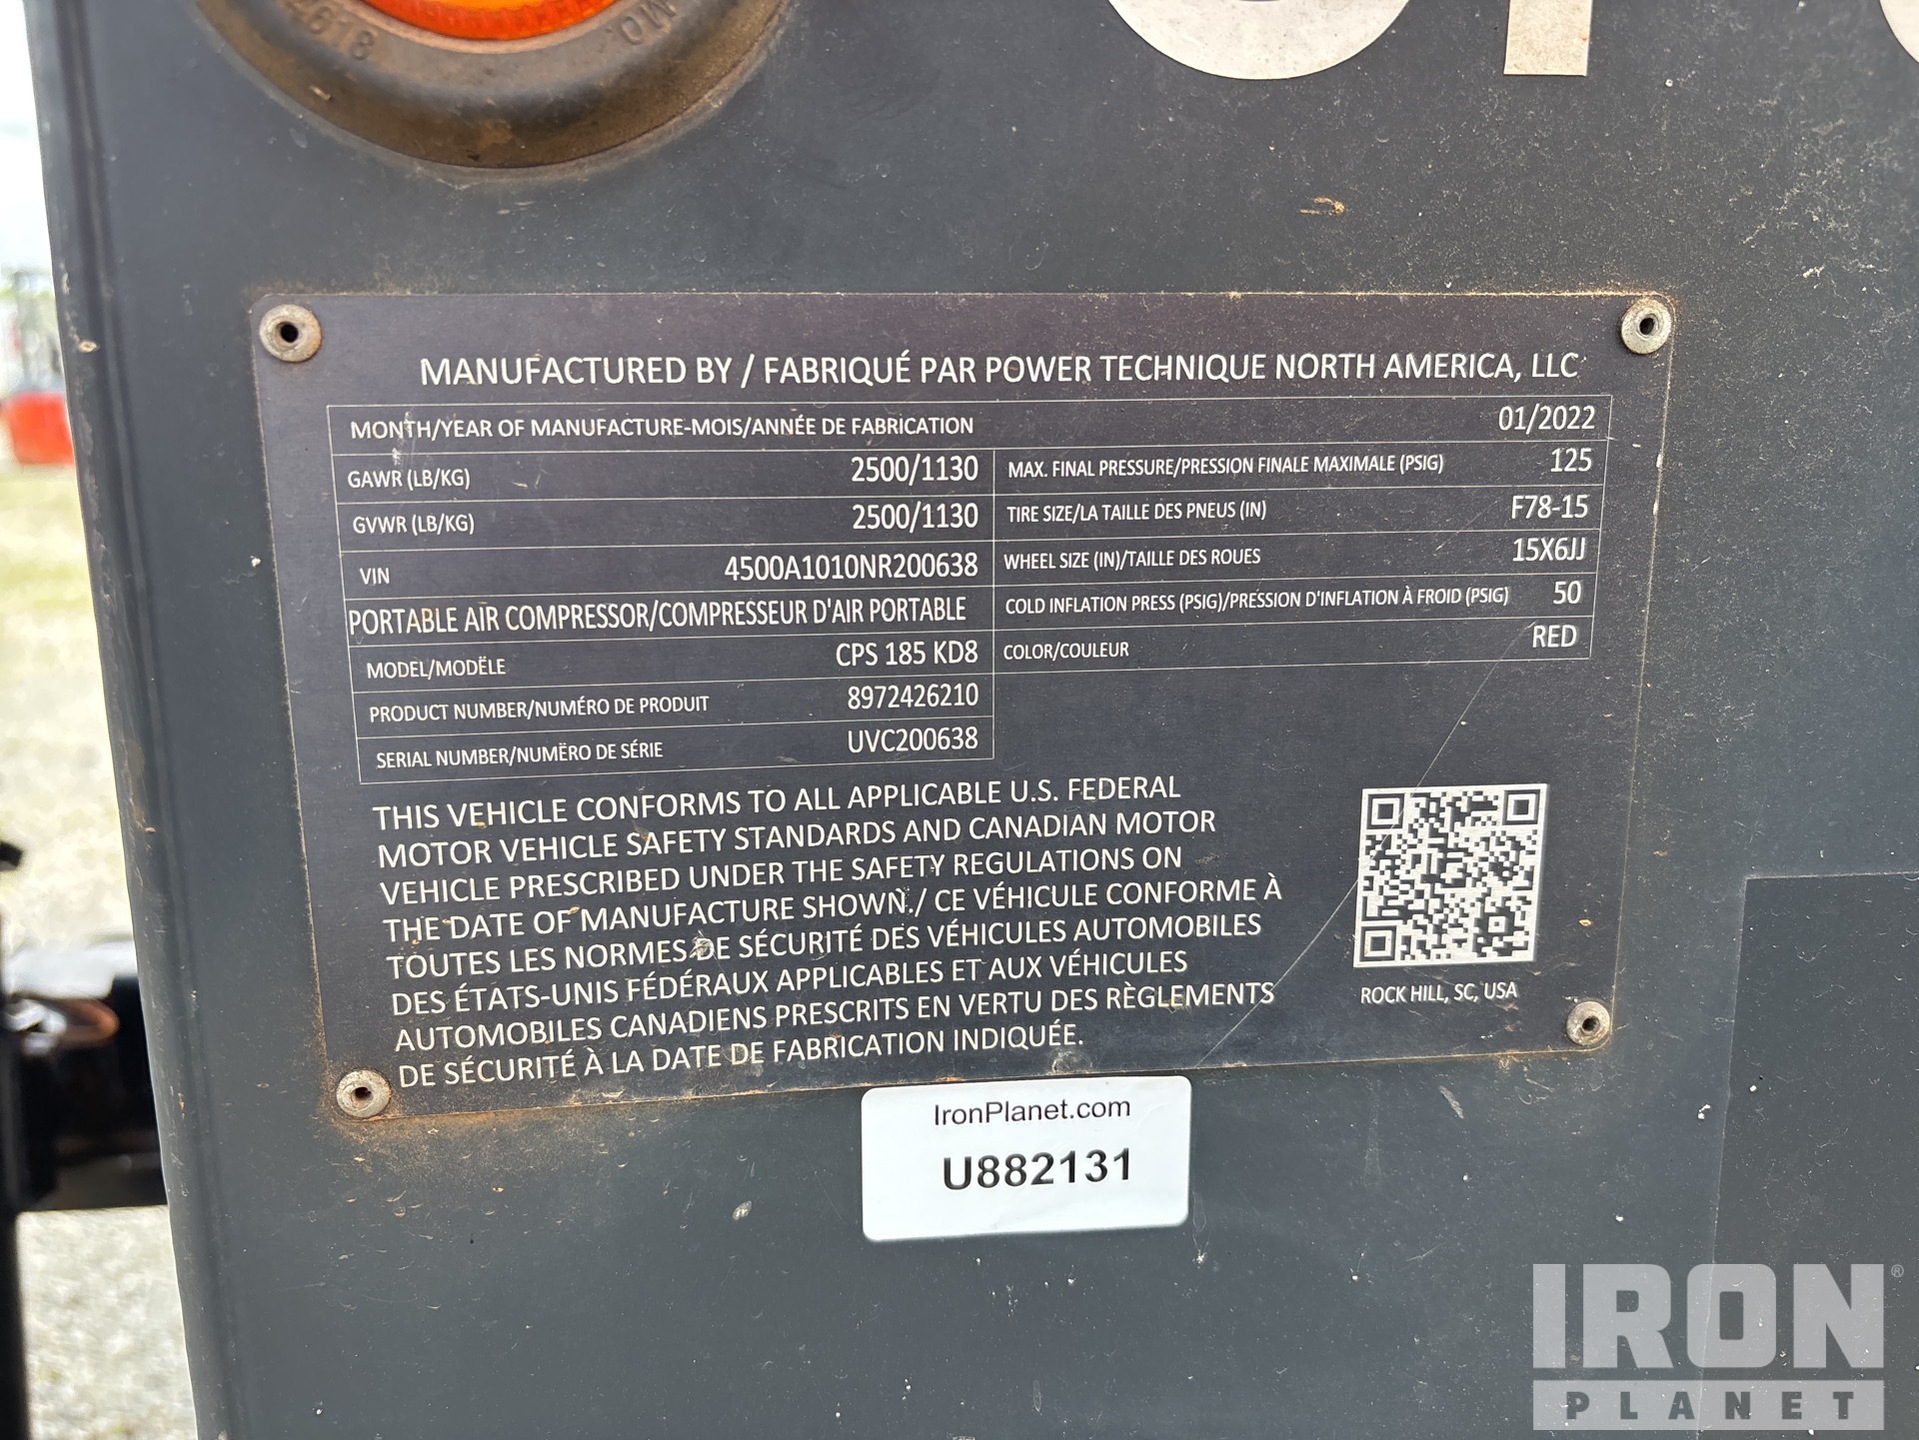 4618
MANUFACTURED BY / FABRIQUÉ PAR POWER TECHNIQUE NORTH AMERICA, LLC
MONTH/YEAR OF MANUFACTURE-MOIS/ANNÉE DE FABRICATION 01/2022
GAWR (LB/KG) 2500/1130 MAX. FINAL PRESSURE/PRESSION FINALE MAXIMALE (PSIG) 125
GVWR (LB/KG) 2500/1130 TIRE SIZE/LA TAILLE DES PNEUS (IN) F78-15
VIN 4500A1010NR200638 WHEEL SIZE (IN)/TAILLE DES ROUES 15X6JJ
PORTABLE AIR COMPRESSOR/COMPRESSEUR D'AIR PORTABLE COLD INFLATION PRESS (PSIG)/PRESSION D'INFLATION À FROID (PSIG) 50
MODEL/MODËLE CPS 185 KD8 COLOR/COULEUR RED
PRODUCT NUMBER/NUMÉRO DE PRODUIT 8972426210
SERIAL NUMBER/NUMËRO DE SÉRIE UVC200638
THIS VEHICLE CONFORMS TO ALL APPLICABLE U.S. FEDERAL
MOTOR VEHICLE SAFETY STANDARDS AND CANADIAN MOTOR
VEHICLE PRESCRIBED UNDER THE SAFETY REGULATIONS ON
THE DATE OF MANUFACTURE SHOWN./ CE VÉHICULE CONFORME À
TOUTES LES NORMES DE SÉCURITÉ DES VÉHICULES AUTOMOBILES
DES ÉTATS-UNIS FÉDÉRAUX APPLICABLES ET AUX VÉHICULES
AUTOMOBILES CANADIENS PRESCRITS EN VERTU DES RÈGLEMENTS
DE SÉCURITÉ À LA DATE DE FABRICATION INDIQUÉE.
ROCK HILL, SC, USA
IronPlanet.com
U882131
IRON®
PLANET